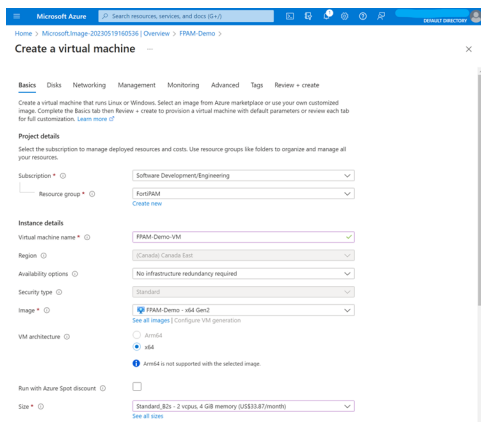 Microsoft Azure
Search resources, services, and docs (G+/)
DEFAULT DIRECTORY
Home > Microsoft.Image-20230519160536 | Overview > FPAM-Demo >
Create a virtual machine ...
Basics Disks Networking Management Monitoring Advanced Tags Review + create
Create a virtual machine that runs Linux or Windows. Select an image from Azure marketplace or use your own customized
image. Complete the Basics tab then Review + create to provision a virtual machine with default parameters or review each tab
for full customization. Learn more
Project details
Select the subscription to manage deployed resources and costs. Use resource groups like folders to organize and manage all
your resources.
Subscription * Software Development/Engineering
Resource group * FortiPAM
Create new
Instance details
Virtual machine name * FPAM-Demo-VM
Region (Canada) Canada East
Availability options No infrastructure redundancy required
Security type Standard
Image * FPAM-Demo - x64 Gen2
See all images | Configure VM generation
VM architecture Arm64
x64
Arm64 is not supported with the selected image.
Run with Azure Spot discount
Size * Standard_B2s - 2 vcpus, 4 GiB memory (US$33.87/month)
See all sizes